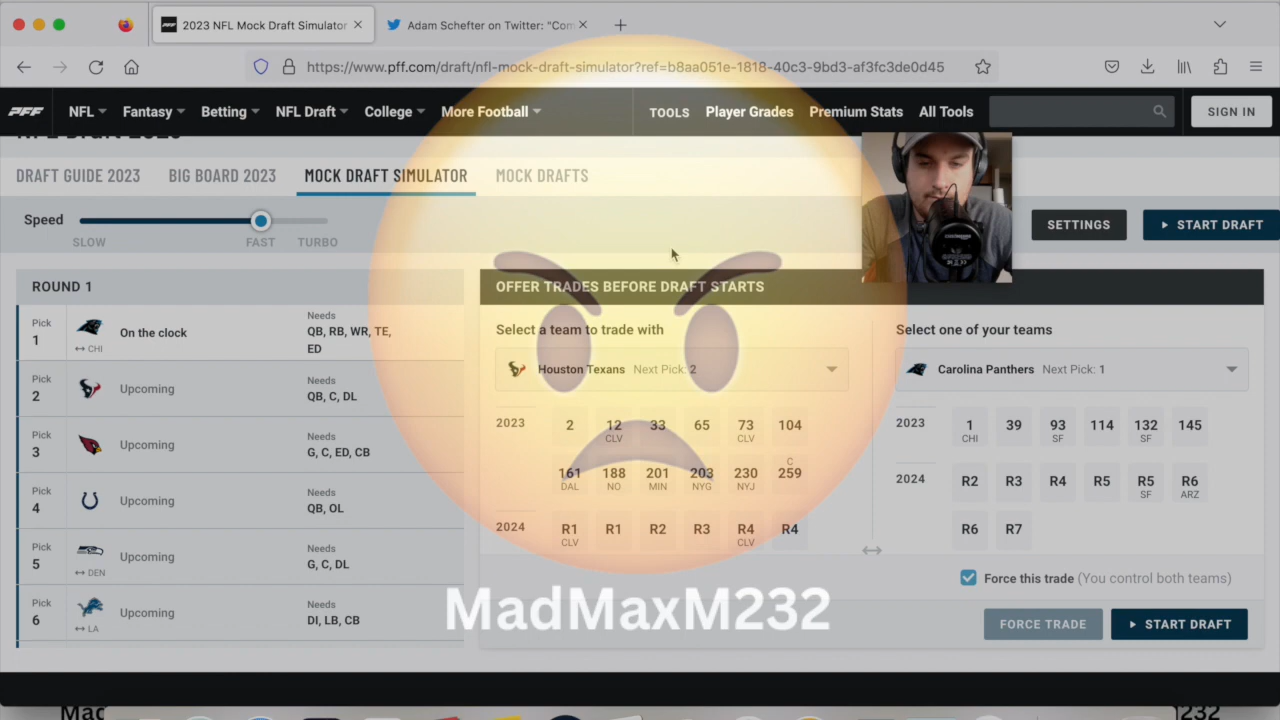 2023 NFL Mock Draft Simulator
Adam Schefter on Twitter: "Com
https://www.pff.com/draft/nfl-mock-draft-simulator?ref=b8aa051e-1818-40c3-9bd3-af3fc3de0d45
PFF NFL Fantasy Betting NFL Draft College More Football TOOLS Player Grades Premium Stats All Tools SIGN IN
DRAFT GUIDE 2023 BIG BOARD 2023 MOCK DRAFT SIMULATOR MOCK DRAFTS
Speed
SLOW FAST TURBO
SETTINGS START DRAFT
ROUND 1
Pick 1 CHI On the clock Needs QB, RB, WR, TE, ED
Pick 2 Upcoming Needs QB, C, DL
Pick 3 Upcoming Needs G, C, ED, CB
Pick 4 Upcoming Needs QB, OL
Pick 5 DEN Upcoming Needs G, C, DL
Pick 6 LA Upcoming Needs DI, LB, CB
OFFER TRADES BEFORE DRAFT STARTS
Select a team to trade with
Houston Texans Next Pick: 2
2023 2 12 CLV 33 65 73 CLV 104
161 DAL 188 NO 201 MIN 203 NYG 230 NYJ C 259
2024 R1 CLV R1 R2 R3 R4 CLV R4
Select one of your teams
Carolina Panthers Next Pick: 1
2023 1 CHI 39 93 SF 114 132 SF 145
2024 R2 R3 R4 R5 R5 SF R6 ARZ
R6 R7
Force this trade (You control both teams)
FORCE TRADE START DRAFT
MadMaxM232